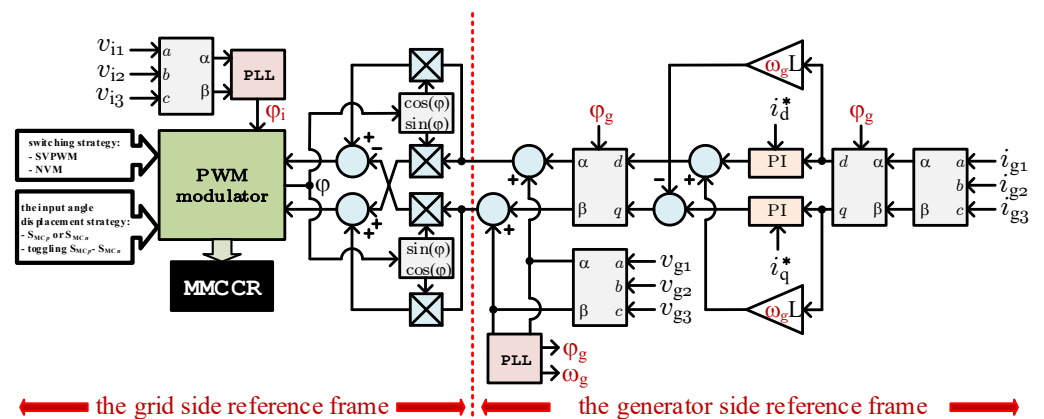 v_i1
v_i2
v_i3
a
b
c
α
β
PLL
φ_i
switching strategy:
- SVPWM
- NVM
the input angle
displacement strategy:
- S_MCp or S_MCn
- toggling S_MCp- S_MCn
PWM
modulator
φ
MMCCR
cos(φ)
sin(φ)
sin(φ)
cos(φ)
+
-
+
+
+
+
φ_g
α
β
d
q
α
β
a
b
c
v_g1
v_g2
v_g3
PLL
φ_g
ω_g
ω_gL
i_d*
PI
+
-
PI
i_q*
ω_gL
φ_g
d
q
α
β
α
β
a
b
c
i_g1
i_g2
i_g3
the grid side reference frame
the generator side reference frame